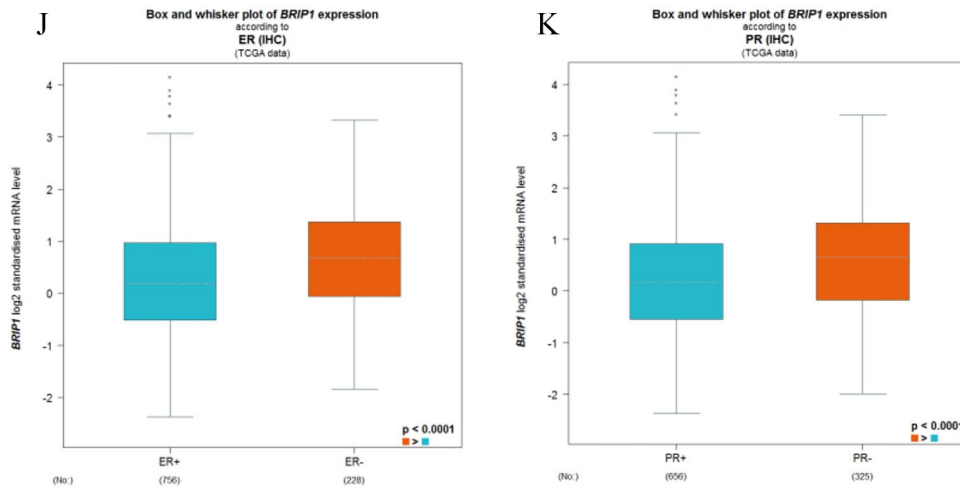 J
Box and whisker plot of BRIP1 expression
according to
ER (IHC)
(TCGA data)
BRIP1 log2 standardised mRNA level
4
3
2
1
0
-1
-2
p < 0.0001
>
ER+
ER-
(No:)
(756)
(228)
K
Box and whisker plot of BRIP1 expression
according to
PR (IHC)
(TCGA data)
BRIP1 log2 standardised mRNA level
4
3
2
1
0
-1
-2
p < 0.0001
>
PR+
PR-
(No:)
(656)
(325)